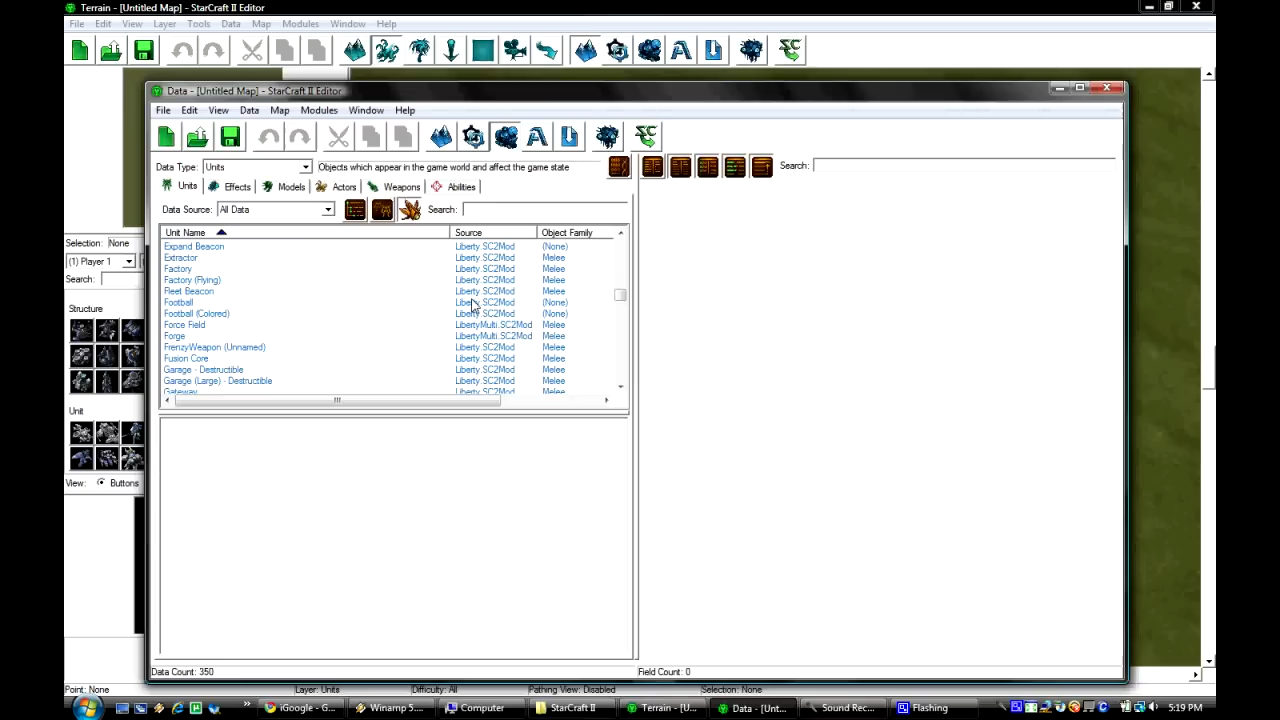 Terrain - [Untitled Map] - StarCraft II Editor
File Edit View Layer Tools Data Map Modules Window Help
Data - [Untitled Map] - StarCraft II Editor
File Edit View Data Map Modules Window Help
Data Type: Units Objects which appear in the game world and affect the game state
Search:
Units Effects Models Actors Weapons Abilities
Data Source: All Data Search:
Unit Name Source Object Family
Expand Beacon Liberty.SC2Mod (None)
Extractor Liberty.SC2Mod Melee
Factory Liberty.SC2Mod Melee
Factory (Flying) Liberty.SC2Mod Melee
Fleet Beacon Liberty.SC2Mod Melee
Football Liberty.SC2Mod (None)
Football (Colored) Liberty.SC2Mod (None)
Force Field LibertyMulti.SC2Mod Melee
Forge LibertyMulti.SC2Mod Melee
FrenzyWeapon (Unnamed) Liberty.SC2Mod Melee
Fusion Core Liberty.SC2Mod Melee
Garage - Destructible Liberty.SC2Mod Melee
Garage (Large) - Destructible Liberty.SC2Mod Melee
Gateway Liberty.SC2Mod Melee
Selection: None
(1) Player 1
Search:
Structure
Unit
View: Buttons
Data Count: 350
Field Count: 0
Point: None Layer: Units Difficulty: All Pathing View: Disabled Selection: None
iGoogle - G... Winamp 5.... Computer StarCraft II Terrain - [U... Data - [Unt... Sound Rec... Flashing 5:19 PM